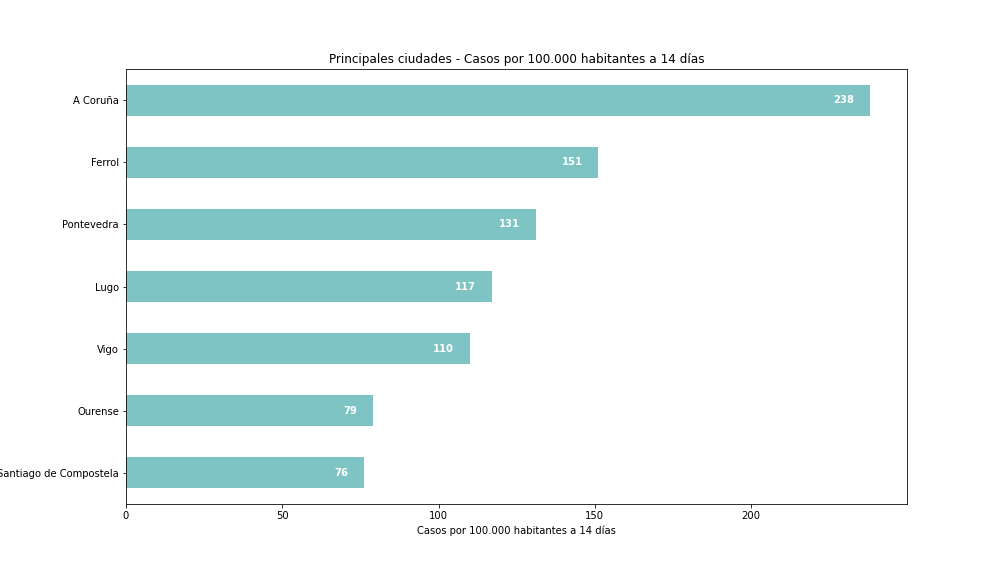 Principales ciudades - Casos por 100.000 habitantes a 14 días
A Coruña 238
Ferrol 151
Pontevedra 131
Lugo 117
Vigo 110
Ourense 79
Santiago de Compostela 76
0 50 100 150 200
Casos por 100.000 habitantes a 14 días